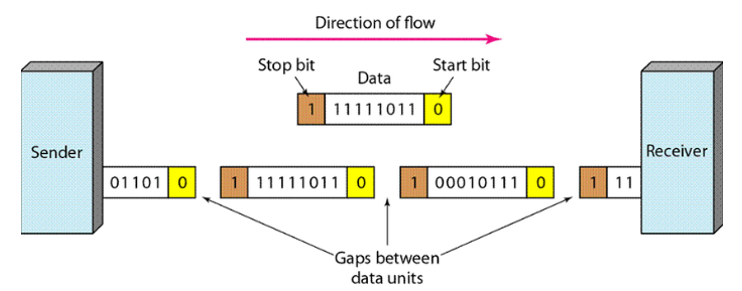 Direction of flow
Stop bit
Data
Start bit
1 11111011 0
Sender
Receiver
01101 0
1 11111011 0
1 00010111 0
1 11
Gaps between
data units